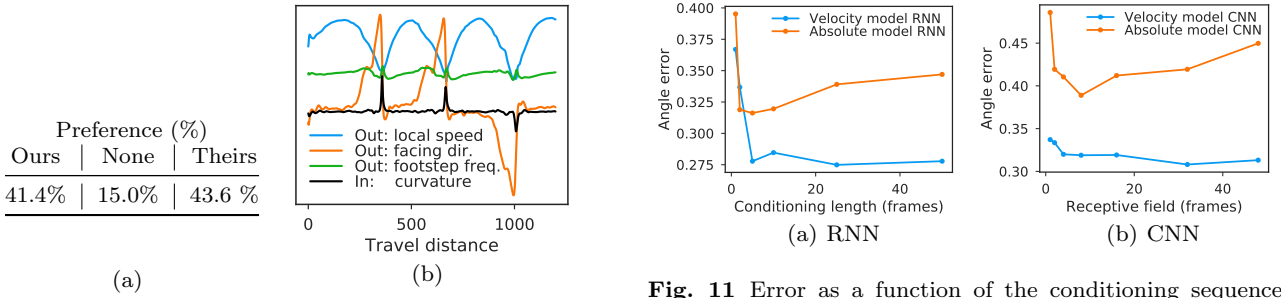 Preference (%)
Ours | None | Theirs
41.4% | 15.0% | 43.6 %
(a)
Out: local speed
Out: facing dir.
Out: footstep freq.
In: curvature
0 500 1000
Travel distance
(b)
0.400
0.375
0.350
0.325
0.300
0.275
Angle error
Velocity model RNN
Absolute model RNN
0 20 40
Conditioning length (frames)
(a) RNN
0.45
0.40
0.35
0.30
Angle error
Velocity model CNN
Absolute model CNN
0 20 40
Receptive field (frames)
(b) CNN
Fig. 11 Error as a function of the conditioning sequence